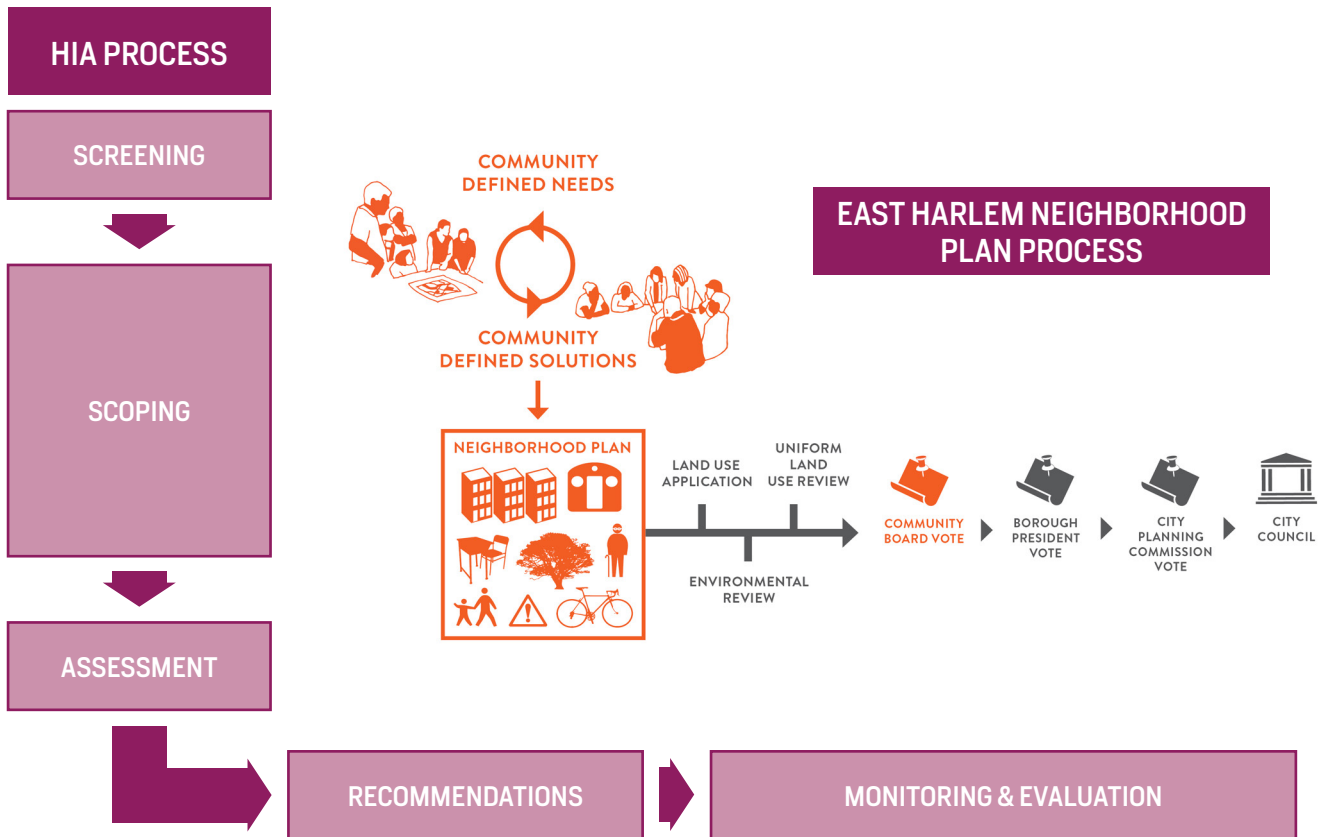 HIA PROCESS
SCREENING
SCOPING
ASSESSMENT
RECOMMENDATIONS
MONITORING & EVALUATION
EAST HARLEM NEIGHBORHOOD
PLAN PROCESS
COMMUNITY
DEFINED NEEDS
COMMUNITY
DEFINED SOLUTIONS
NEIGHBORHOOD PLAN
LAND USE
APPLICATION
ENVIRONMENTAL
REVIEW
UNIFORM
LAND
USE REVIEW
COMMUNITY
BOARD VOTE
BOROUGH
PRESIDENT
VOTE
CITY
PLANNING
COMMISSION
VOTE
CITY
COUNCIL